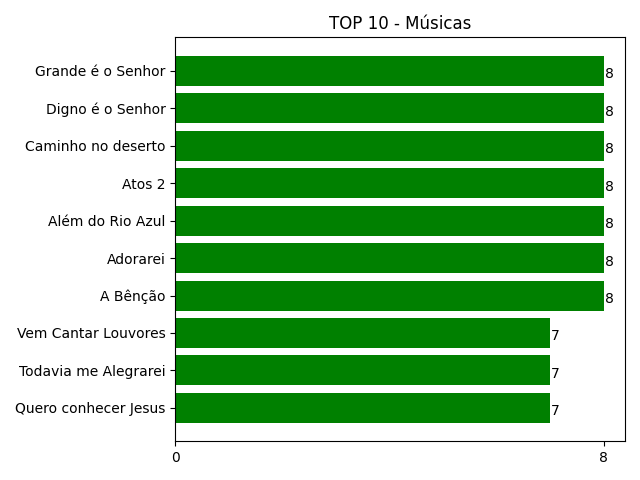 TOP 10 - Músicas
Grande é o Senhor 8
Digno é o Senhor 8
Caminho no deserto 8
Atos 2 8
Além do Rio Azul 8
Adorarei 8
A Bênção 8
Vem Cantar Louvores 7
Todavia me Alegrarei 7
Quero conhecer Jesus 7
0 8